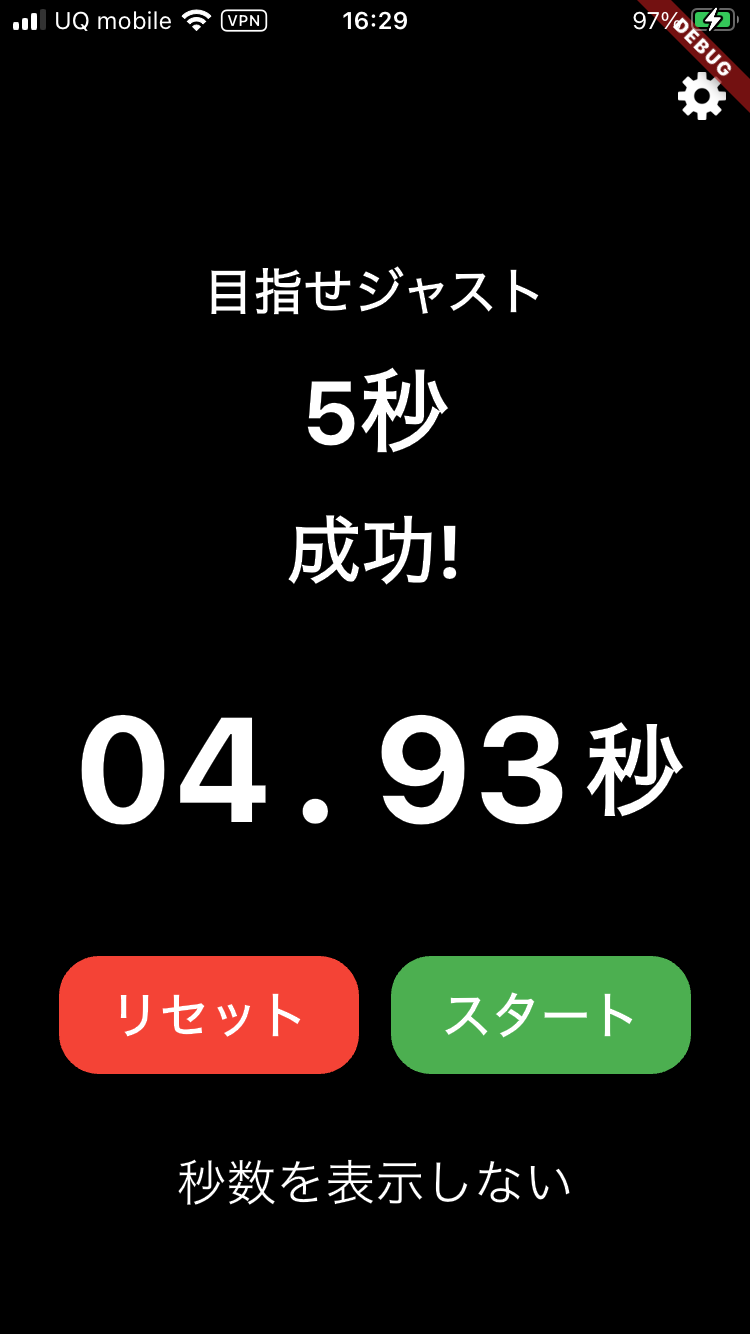 UQ mobile VPN 16:29 97%
DEBUG
目指せジャスト
5秒
成功!
04.93秒
リセット スタート
秒数を表示しない